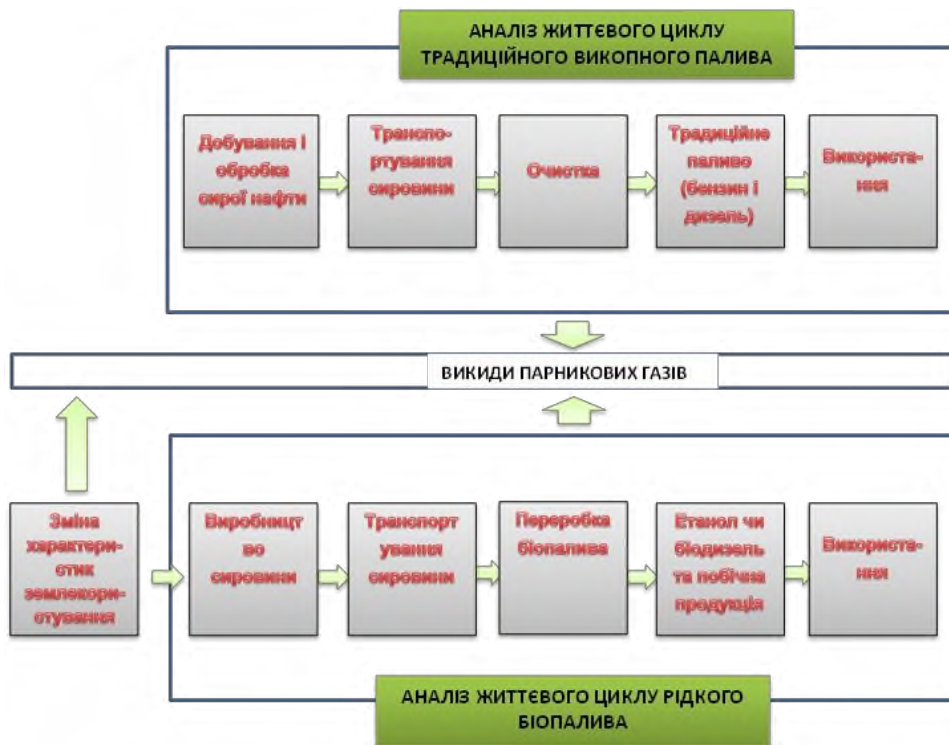 АНАЛІЗ ЖИТТЄВОГО ЦИКЛУ
ТРАДИЦІЙНОГО ВИКОПНОГО ПАЛИВА
Добування і
обробка
сирої нафти
Транспо-
ртування
сировини
Очистка
Традиційне
паливо
(бензин і
дизель)
Використа-
ння
ВИКИДИ ПАРНИКОВИХ ГАЗІВ
Зміна
характери-
стик
землекори-
стування
Виробницт
во
сировини
Транспорт
ування
сировини
Переробка
біопалива
Етанол чи
біодизель
та побічна
продукція
Використа-
ння
АНАЛІЗ ЖИТТЄВОГО ЦИКЛУ РІДКОГО
БІОПАЛИВА